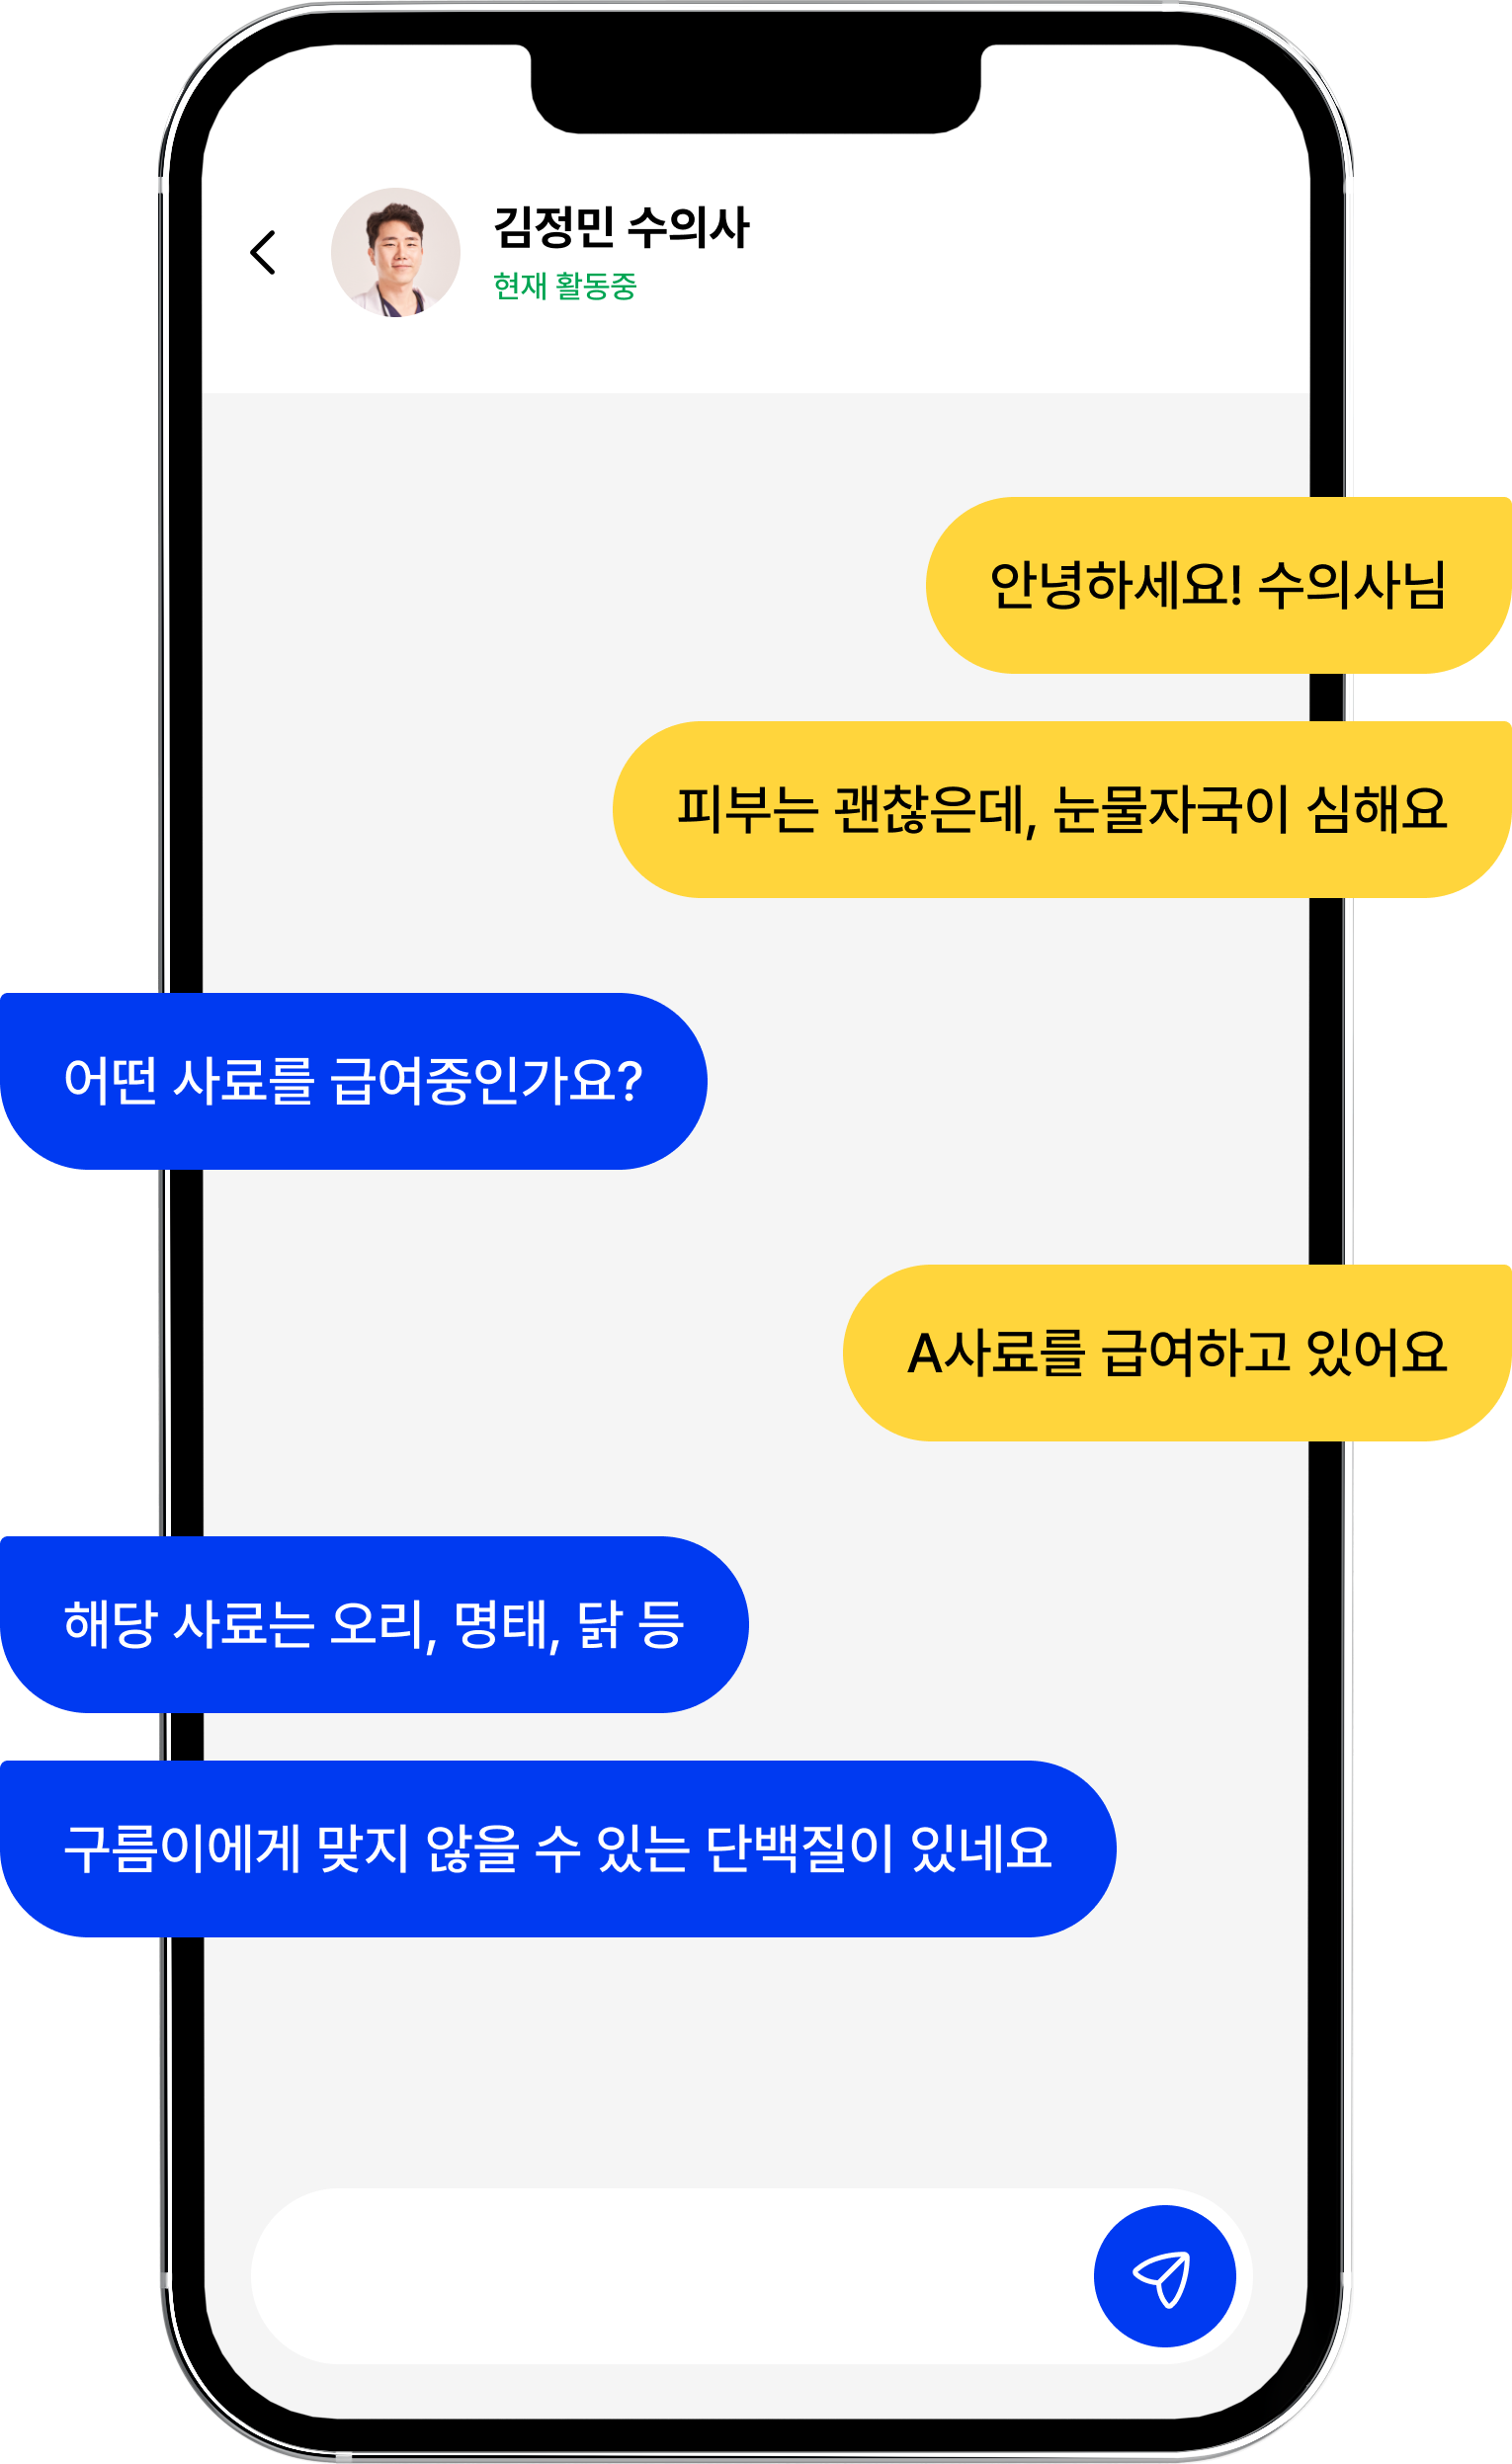 김정민 수의사
현재 활동중
안녕하세요! 수의사님
피부는 괜찮은데, 눈물자국이 심해요
어떤 사료를 급여중인가요?
A사료를 급여하고 있어요
해당 사료는 오리, 명태, 닭 등
구름이에게 맞지 않을 수 있는 단백질이 있네요